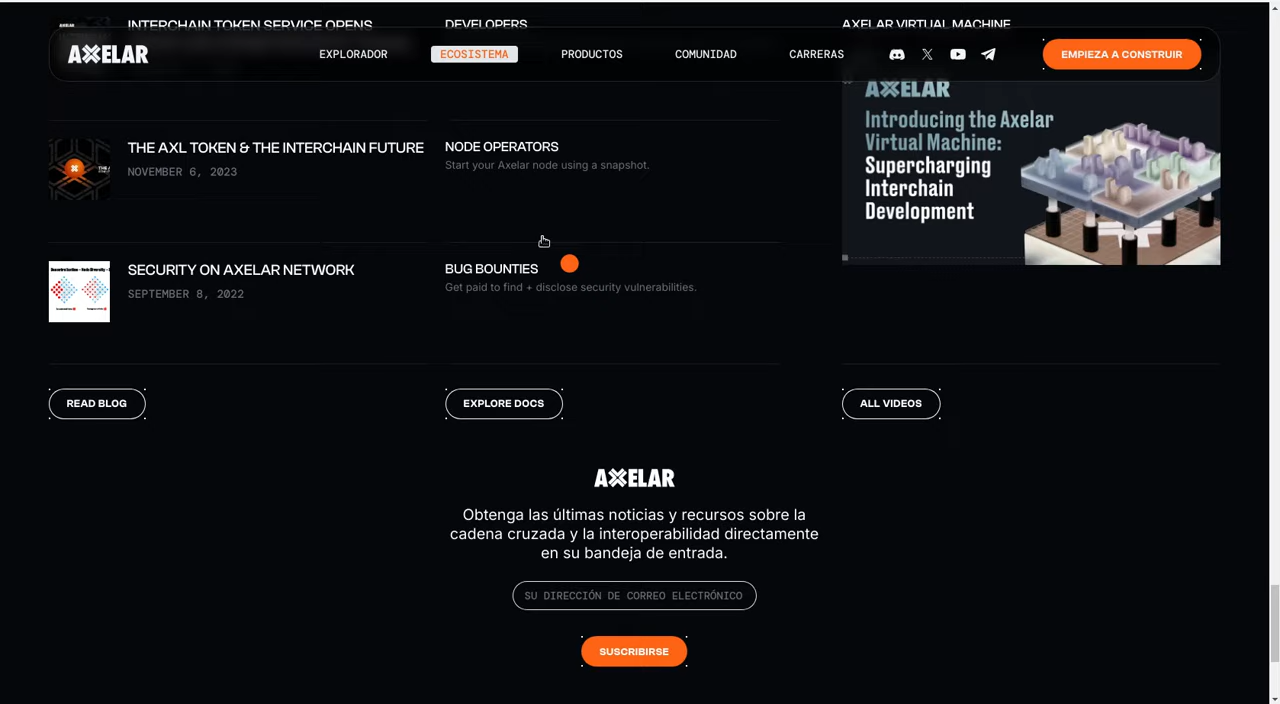 INTERCHAIN TOKEN SERVICE OPENS
DEVELOPERS
AXELAR VIRTUAL MACHINE
AXELAR
EXPLORADOR
ECOSISTEMA
PRODUCTOS
COMUNIDAD
CARRERAS
EMPIEZA A CONSTRUIR
THE AXL TOKEN & THE INTERCHAIN FUTURE
NOVEMBER 6, 2023
SECURITY ON AXELAR NETWORK
SEPTEMBER 8, 2022
READ BLOG
NODE OPERATORS
Start your Axelar node using a snapshot.
BUG BOUNTIES
Get paid to find + disclose security vulnerabilities.
EXPLORE DOCS
AXELAR
Introducing the Axelar
Virtual Machine:
Supercharging
Interchain
Development
ALL VIDEOS
AXELAR
Obtenga las últimas noticias y recursos sobre la
cadena cruzada y la interoperabilidad directamente
en su bandeja de entrada.
SU DIRECCIÓN DE CORREO ELECTRÓNICO
SUSCRIBIRSE